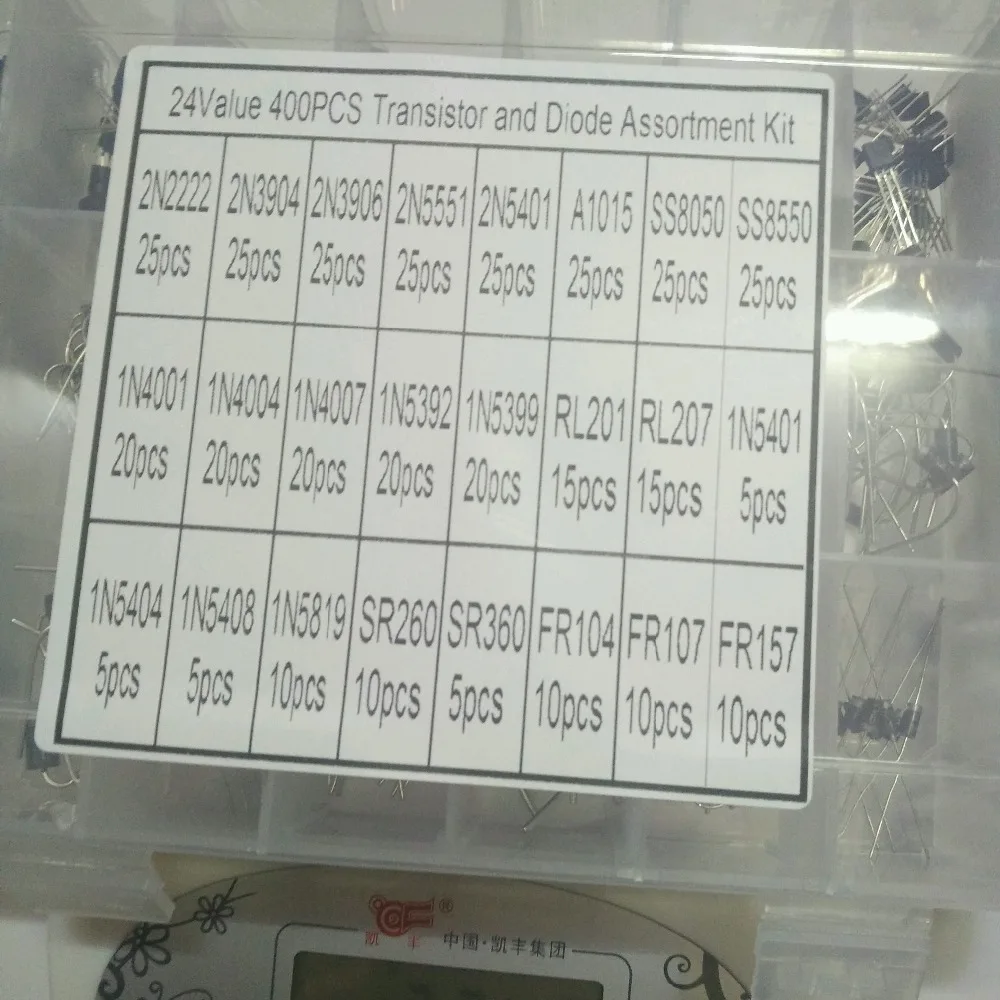 24Value 400PCS Transistor and Diode Assortment Kit
2N2222 2N3904 2N3906 2N5551 2N5401 A1015 SS8050 SS8550
25pcs 25pcs 25pcs 25pcs 25pcs 25pcs 25pcs 25pcs
1N4001 1N4004 1N4007 1N5392 1N5399 RL201 RL207 1N5401
20pcs 20pcs 20pcs 20pcs 20pcs 15pcs 15pcs 5pcs
1N5404 1N5408 1N5819 SR260 SR360 FR104 FR107 FR157
5pcs 5pcs 10pcs 10pcs 5pcs 10pcs 10pcs 10pcs
®
凯丰 中国·凯丰集团